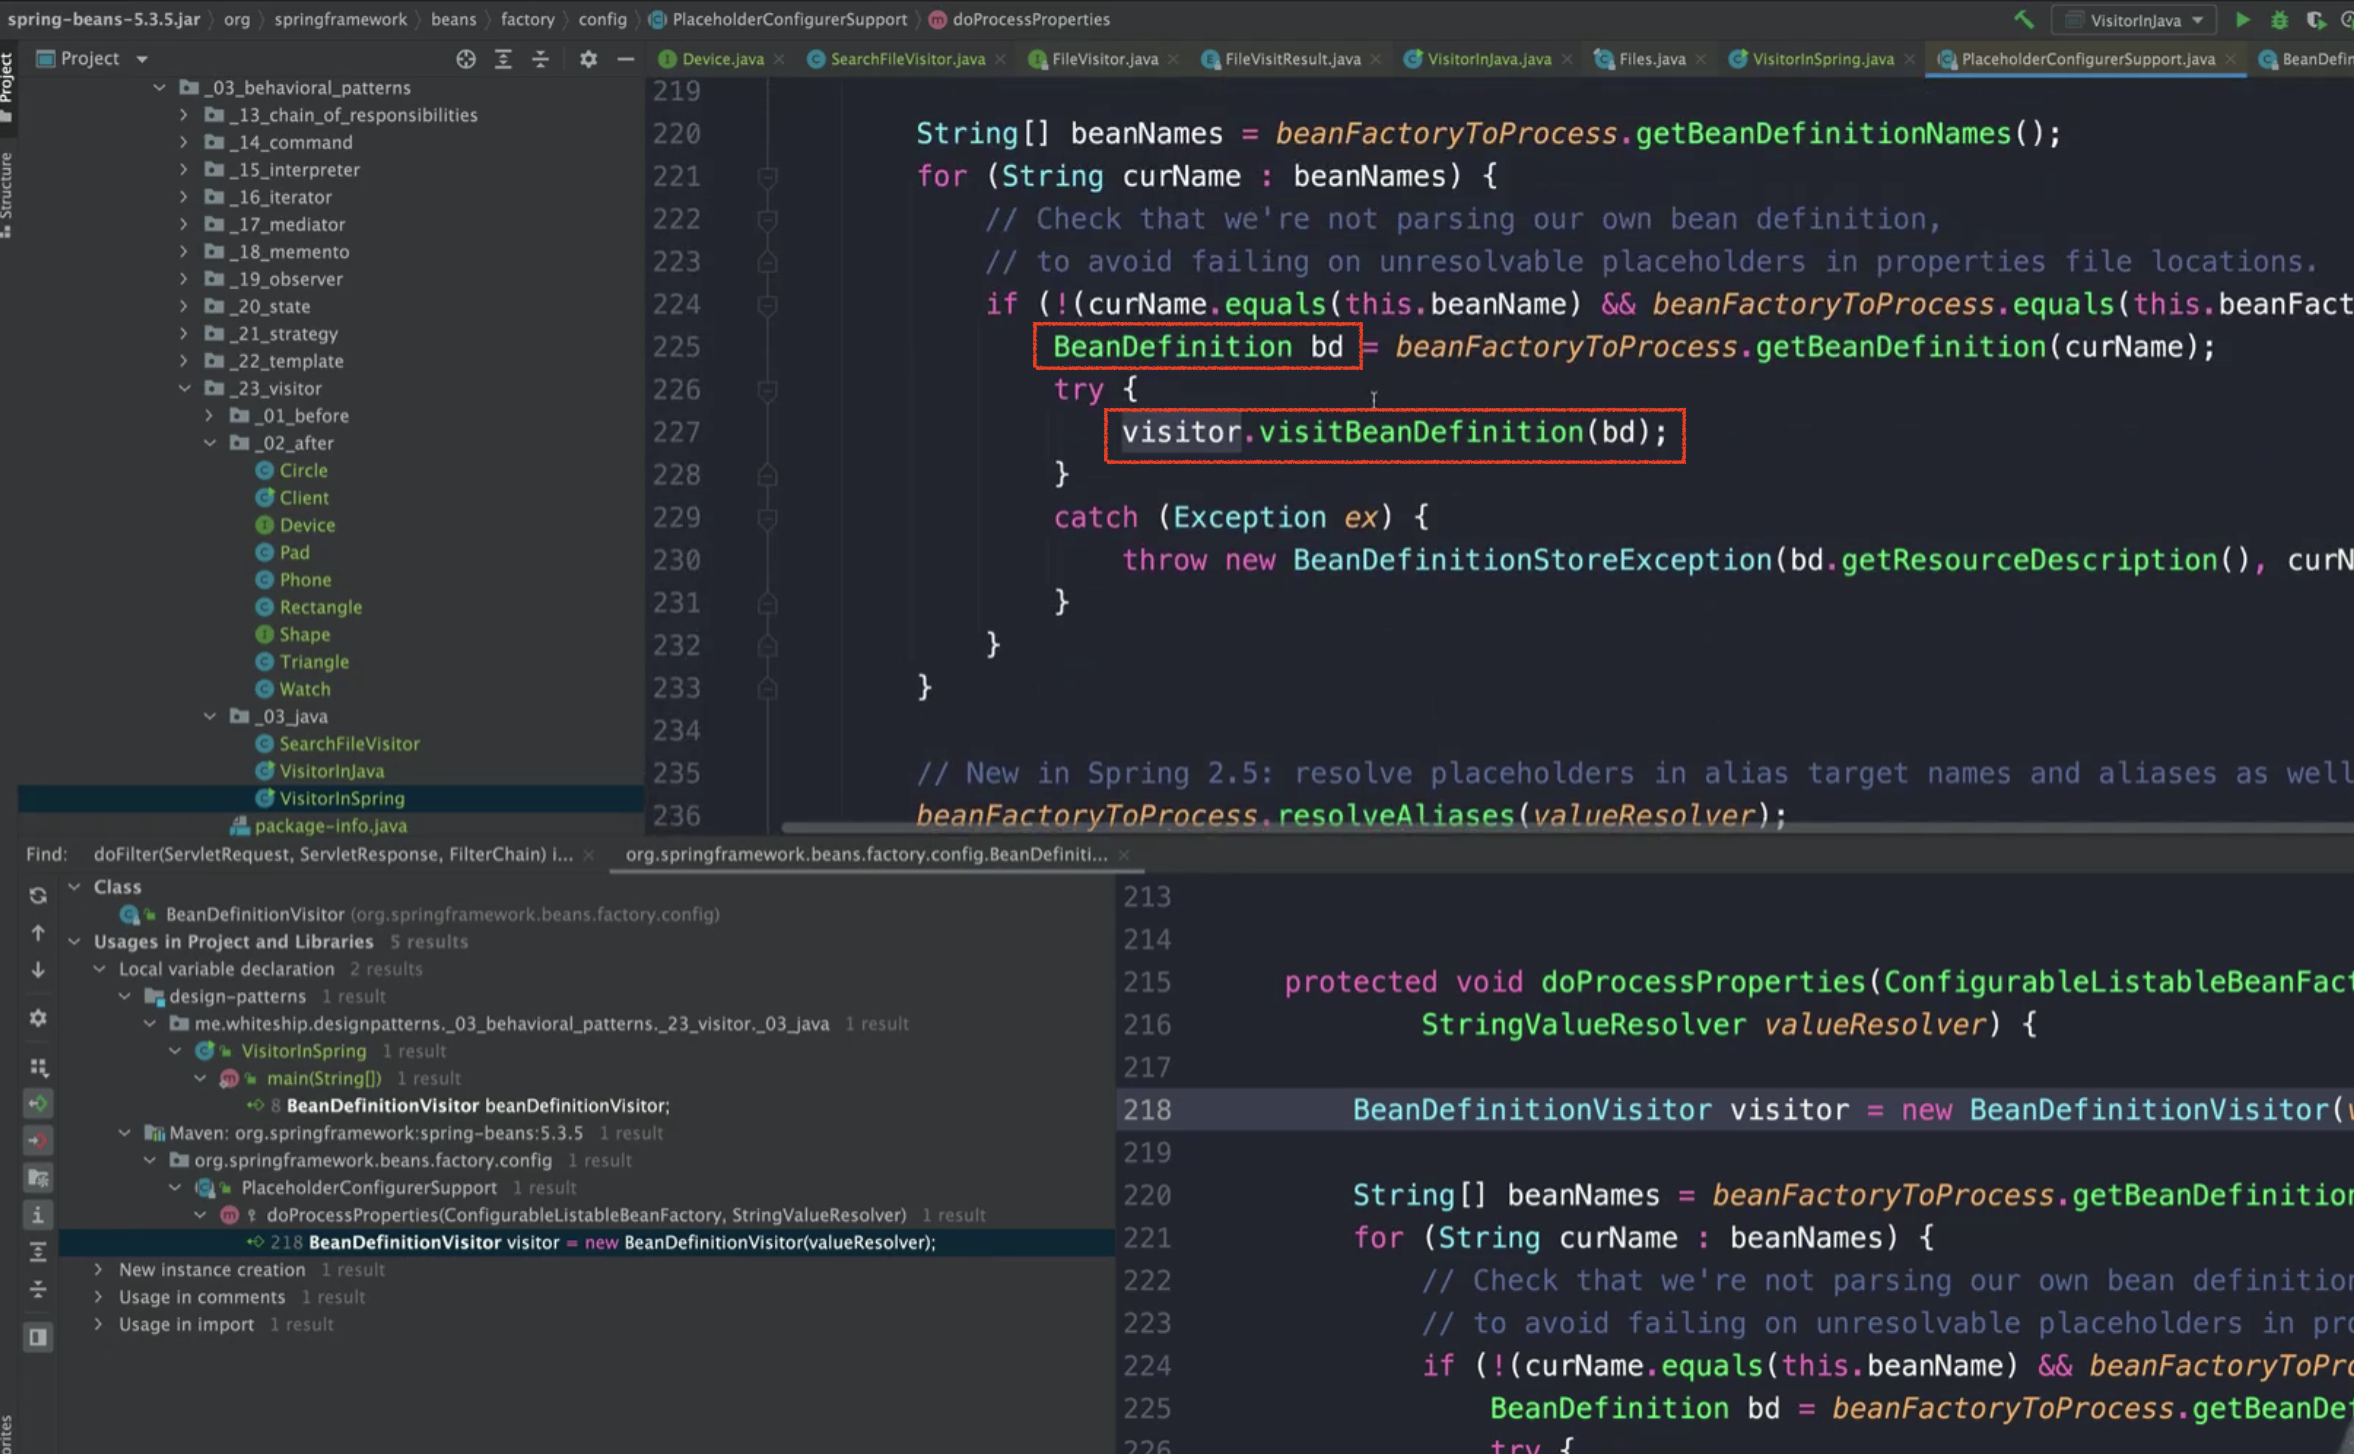 spring-beans-5.3.5.jar org springframework beans factory config PlaceholderConfigurerSupport doProcessProperties
VisitorInJava
Project
Project
Structure
Device.java SearchFileVisitor.java FileVisitor.java FileVisitResult.java VisitorInJava.java Files.java VisitorInSpring.java PlaceholderConfigurerSupport.java BeanDefin
_03_behavioral_patterns
_13_chain_of_responsibilities
_14_command
_15_interpreter
_16_iterator
_17_mediator
_18_memento
_19_observer
_20_state
_21_strategy
_22_template
_23_visitor
_01_before
_02_after
Circle
Client
Device
Pad
Phone
Rectangle
Shape
Triangle
Watch
_03_java
SearchFileVisitor
VisitorInJava
VisitorInSpring
package-info.java
219
220 String[] beanNames = beanFactoryToProcess.getBeanDefinitionNames();
221 for (String curName : beanNames) {
222 // Check that we're not parsing our own bean definition,
223 // to avoid failing on unresolvable placeholders in properties file locations.
224 if (!(curName.equals(this.beanName) && beanFactoryToProcess.equals(this.beanFact
225 BeanDefinition bd = beanFactoryToProcess.getBeanDefinition(curName);
226 try {
227 visitor.visitBeanDefinition(bd);
228 }
229 catch (Exception ex) {
230 throw new BeanDefinitionStoreException(bd.getResourceDescription(), curN
231 }
232 }
233 }
234
235 // New in Spring 2.5: resolve placeholders in alias target names and aliases as well
236 beanFactoryToProcess.resolveAliases(valueResolver);
Find: doFilter(ServletRequest, ServletResponse, FilterChain) i... org.springframework.beans.factory.config.BeanDefiniti...
Class
BeanDefinitionVisitor (org.springframework.beans.factory.config)
Usages in Project and Libraries 5 results
Local variable declaration 2 results
design-patterns 1 result
me.whiteship.designpatterns._03_behavioral_patterns._23_visitor._03_java 1 result
VisitorInSpring 1 result
main(String[]) 1 result
8 BeanDefinitionVisitor beanDefinitionVisitor;
Maven: org.springframework:spring-beans:5.3.5 1 result
org.springframework.beans.factory.config 1 result
PlaceholderConfigurerSupport 1 result
doProcessProperties(ConfigurableListableBeanFactory, StringValueResolver) 1 result
218 BeanDefinitionVisitor visitor = new BeanDefinitionVisitor(valueResolver);
New instance creation 1 result
Usage in comments 1 result
Usage in import 1 result
213
214
215 protected void doProcessProperties(ConfigurableListableBeanFact
216 StringValueResolver valueResolver) {
217
218 BeanDefinitionVisitor visitor = new BeanDefinitionVisitor(v
219
220 String[] beanNames = beanFactoryToProcess.getBeanDefinition
221 for (String curName : beanNames) {
222 // Check that we're not parsing our own bean definition
223 // to avoid failing on unresolvable placeholders in pro
224 if (!(curName.equals(this.beanName) && beanFactoryToPro
225 BeanDefinition bd = beanFactoryToProcess.getBeanDef
226 try {